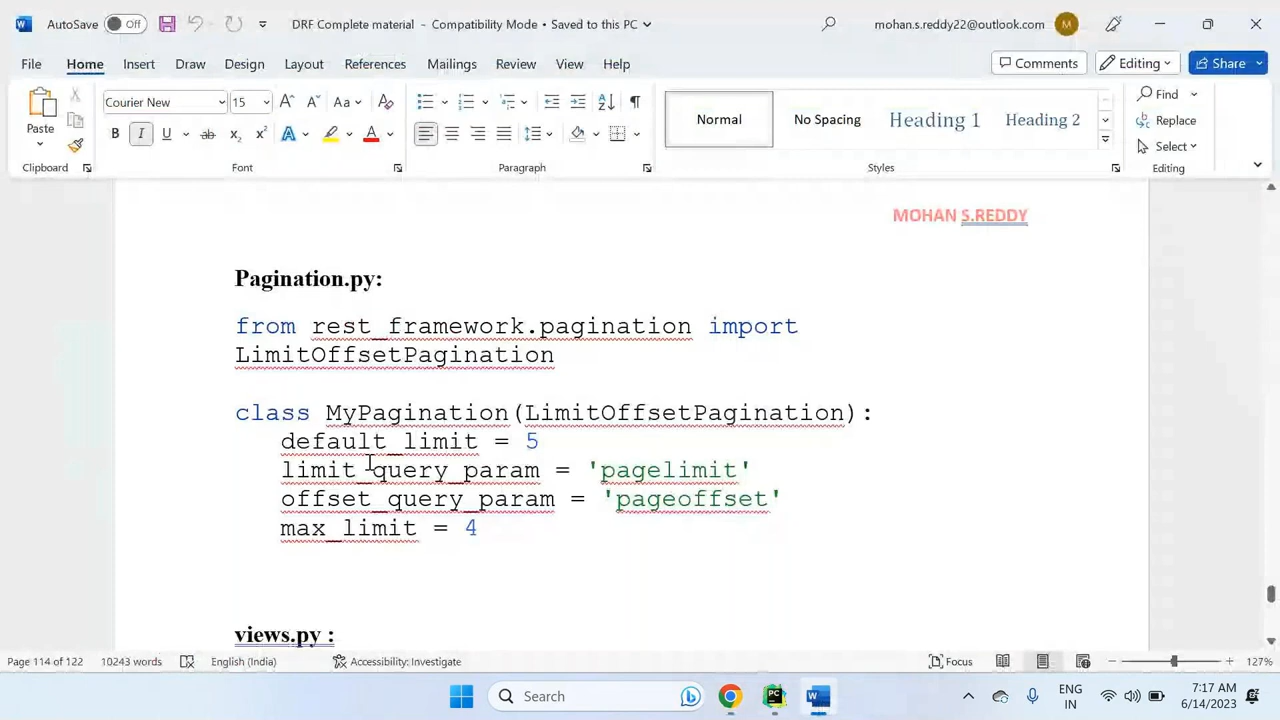 AutoSave Off DRF Complete material - Compatibility Mode • Saved to this PC mohan.s.reddy22@outlook.com M
File Home Insert Draw Design Layout References Mailings Review View Help Comments Editing Share
Paste Courier New 15 Normal No Spacing Heading 1 Heading 2 Find Replace Select
Clipboard Font Paragraph Styles Editing
MOHAN S.REDDY
Pagination.py:
from rest_framework.pagination import
LimitOffsetPagination
class MyPagination(LimitOffsetPagination):
default_limit = 5
limit_query_param = 'pagelimit'
offset_query_param = 'pageoffset'
max_limit = 4
views.py :
Page 114 of 122 10243 words English (India) Accessibility: Investigate Focus 127%
Search ENG IN 7:17 AM 6/14/2023